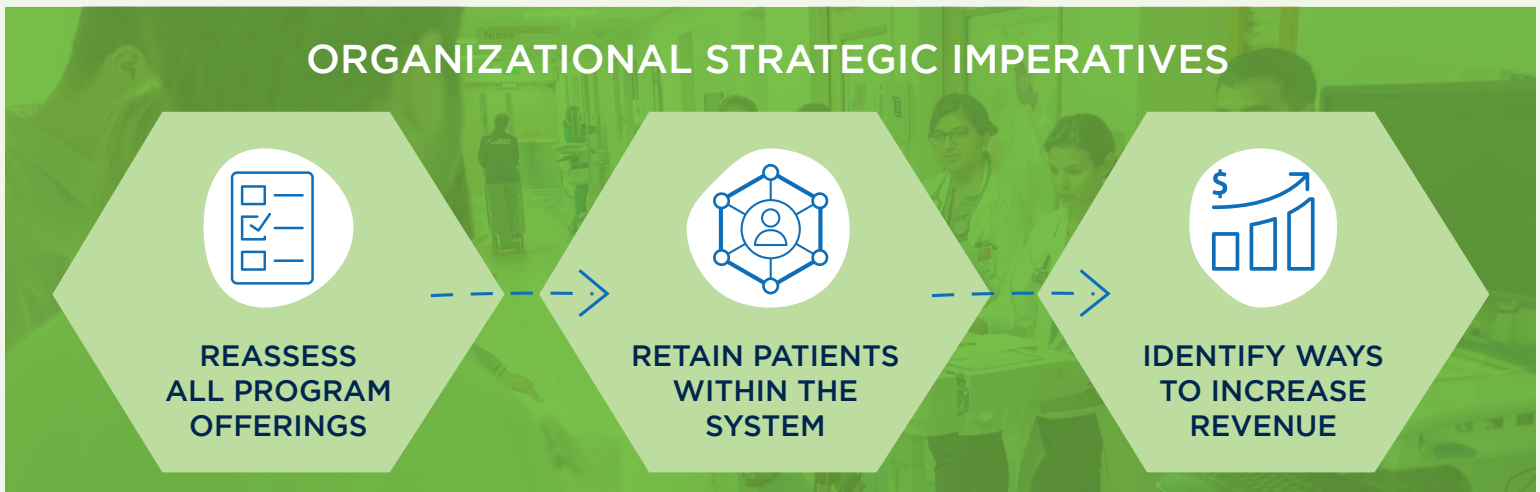 ORGANIZATIONAL STRATEGIC IMPERATIVES
$
REASSESS
ALL PROGRAM
OFFERINGS
RETAIN PATIENTS
WITHIN THE
SYSTEM
IDENTIFY WAYS
TO INCREASE
REVENUE